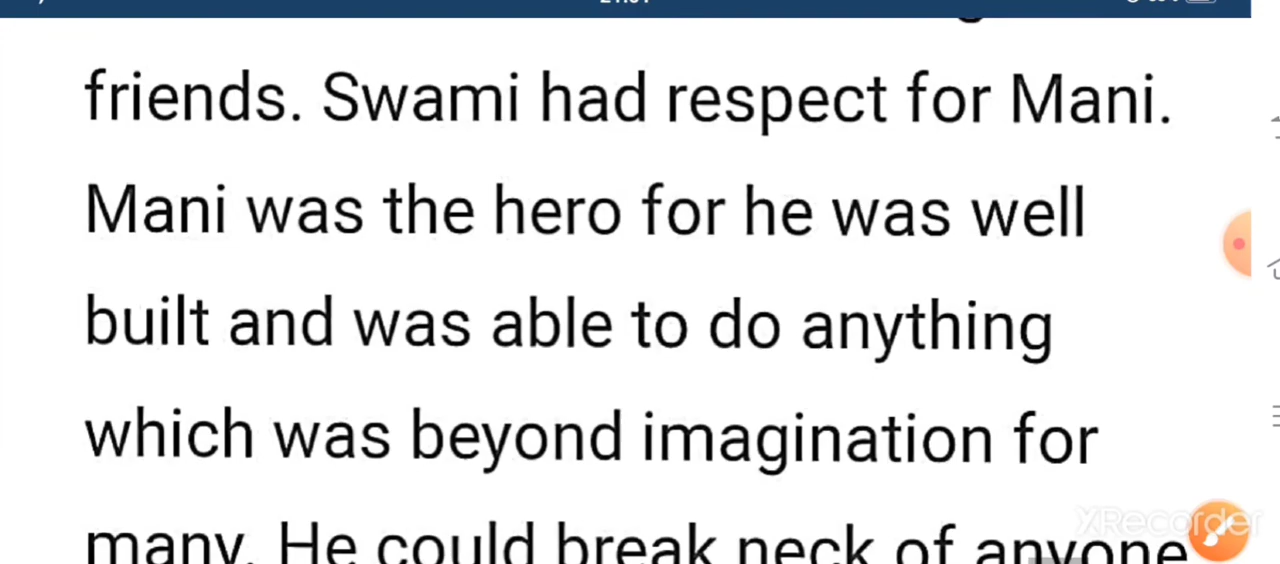 friends. Swami had respect for Mani.
Mani was the hero for he was well
built and was able to do anything
which was beyond imagination for
many. He could break neck of anyone
XRecorder